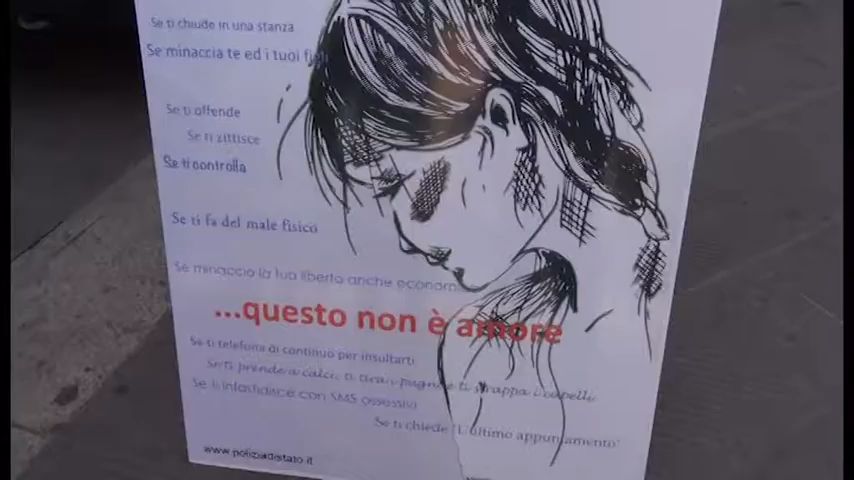 Se ti chiude in una stanza
Se minaccia te ed i tuoi figli
Se ti offende
Se ti zittisce
Se ti controlla
Se ti fa del male fisico
Se minaccia la tua libertà anche econom
...questo non è amore
Se ti telefona di continuo per insultarti
Se ti prende a calci, ti tira pugni e ti strappa i capelli
Se ti infastidisce con SMS ossessivi
Se ti chiede "L'ultimo appuntamento"
www.poliziadistato.it